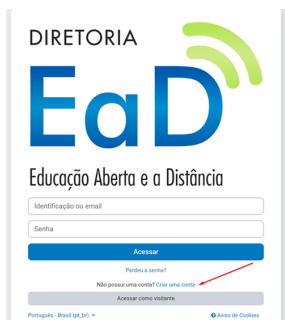 DIRETORIA
EaD
Educação Aberta e a Distância
Identificação ou email
Senha
Acessar
Perdeu a senha?
Não possui uma conta? Criar uma conta
Acessar como visitante
Português - Brasil (pt_br)
Aviso de Cookies